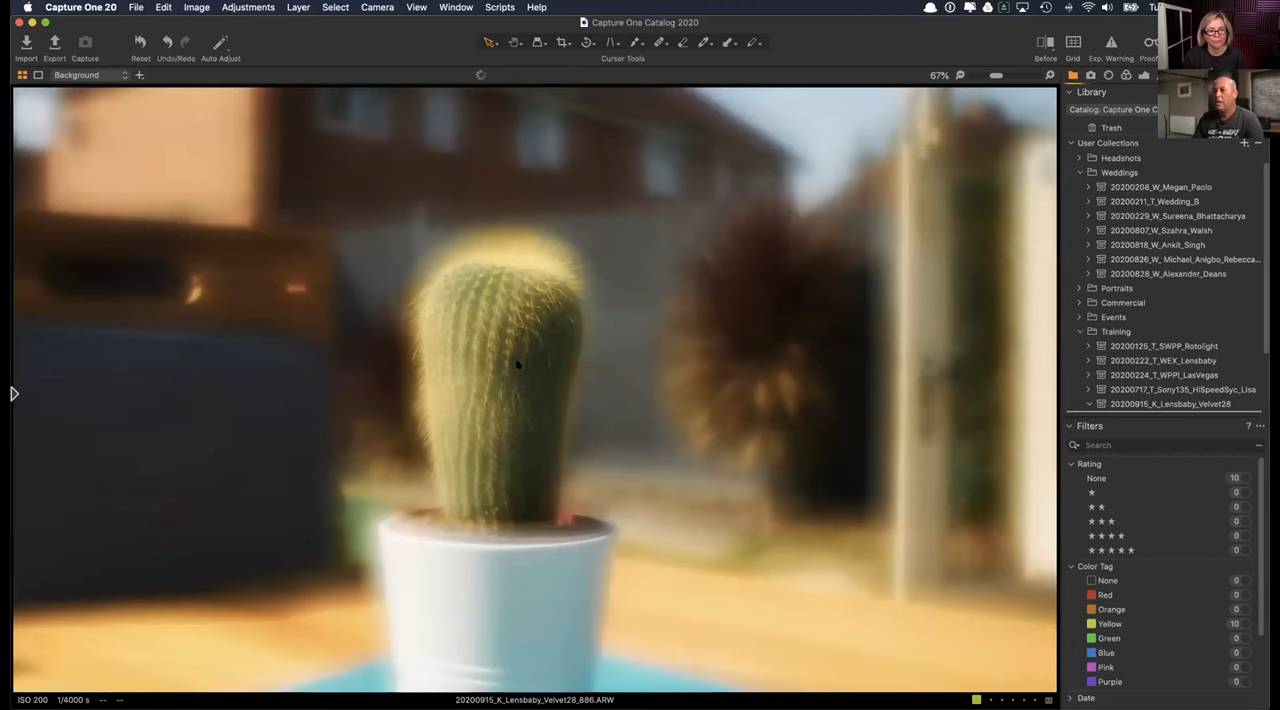 Capture One 20 File Edit Image Adjustments Layer Select Camera View Window Scripts Help
Capture One Catalog 2020
Import Export Capture Reset Undo/Redo Auto Adjust Cursor Tools Before Grid Exp. Warning
Background 67%
Library
Catalog: Capture One C
Trash
User Collections
Headshots
Weddings
20200208_W_Megan_Paolo
20200211_T_Wedding_B
20200229_W_Sureena_Bhattacharya
20200807_W_Szahra_Walsh
20200818_W_Ankit_Singh
20200826_W_ Michael_Anigbo_Rebecca...
20200828_W_Alexander_Deans
Portraits
Commercial
Events
Training
20200125_T_SWPP_Rotolight
20200222_T_WEX_Lensbaby
20200224_T_WPPI_LasVegas
20200717_T_Sony135_HiSpeedSyc_Lisa
20200915_K_Lensbaby_Velvet28
Filters ? ...
Search
Rating
None 10
★ 0
★ ★ 0
★ ★ ★ 0
★ ★ ★ ★ 0
★ ★ ★ ★ ★ 0
Color Tag
None 0
Red 0
Orange 0
Yellow 10
Green 0
Blue 0
Pink 0
Purple 0
Date
ISO 200 1/4000 s -- -- 20200915_K_Lensbaby_Velvet28_886.ARW